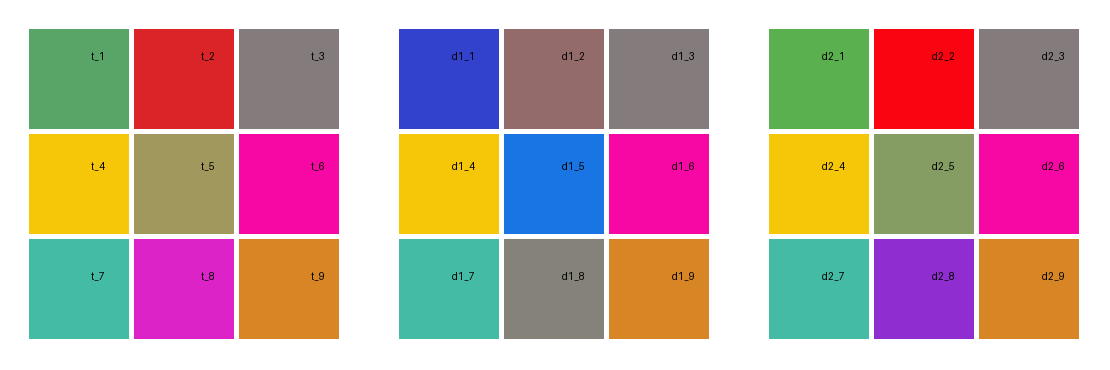 t_1 t_2 t_3 d1_1 d1_2 d1_3 d2_1 d2_2 d2_3
t_4 t_5 t_6 d1_4 d1_5 d1_6 d2_4 d2_5 d2_6
t_7 t_8 t_9 d1_7 d1_8 d1_9 d2_7 d2_8 d2_9